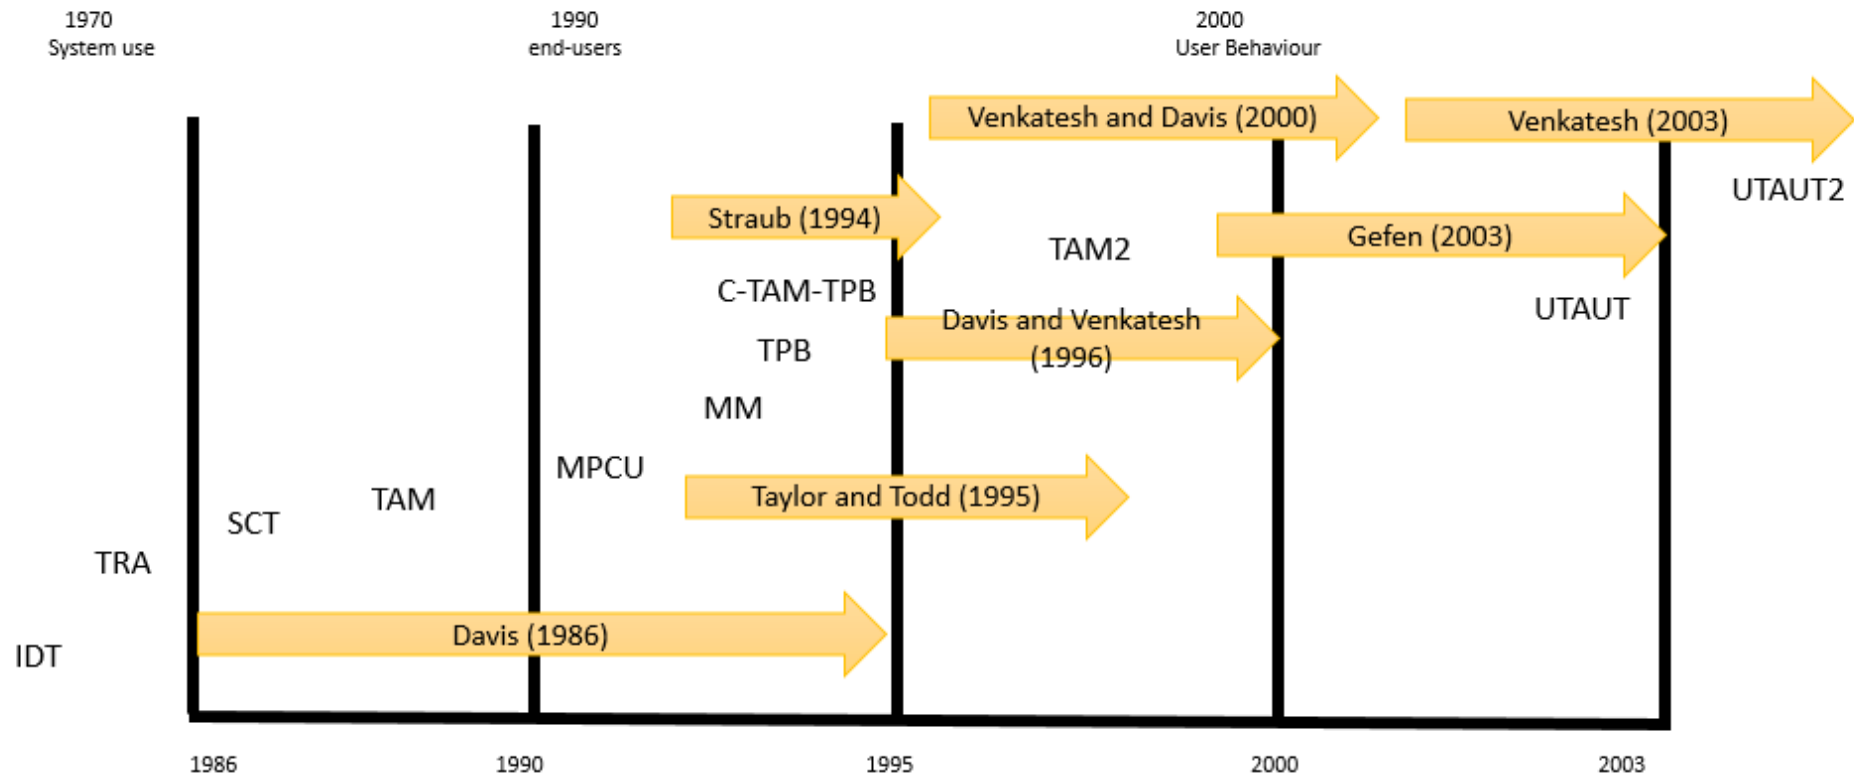 1970
System use
1990
end-users
2000
User Behaviour
Venkatesh and Davis (2000)
Venkatesh (2003)
UTAUT2
Straub (1994)
Gefen (2003)
TAM2
C-TAM-TPB
UTAUT
Davis and Venkatesh
(1996)
TPB
MM
MPCU
Taylor and Todd (1995)
TAM
SCT
TRA
Davis (1986)
IDT
1986
1990
1995
2000
2003